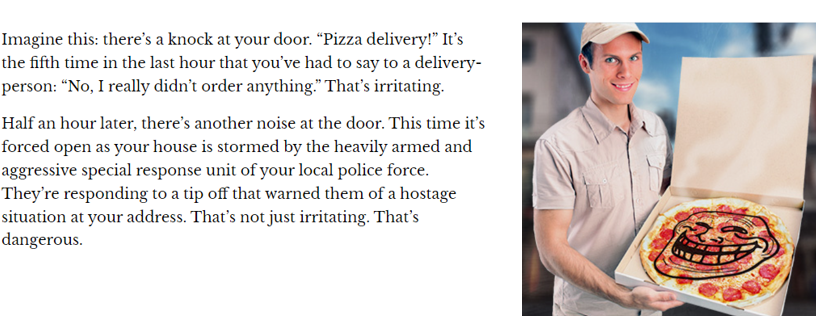 Imagine this: there’s a knock at your door. “Pizza delivery!” It’s
the fifth time in the last hour that you’ve had to say to a delivery-
person: “No, I really didn’t order anything.” That’s irritating.
Half an hour later, there’s another noise at the door. This time it’s
forced open as your house is stormed by the heavily armed and
aggressive special response unit of your local police force.
They’re responding to a tip off that warned them of a hostage
situation at your address. That’s not just irritating. That’s
dangerous.